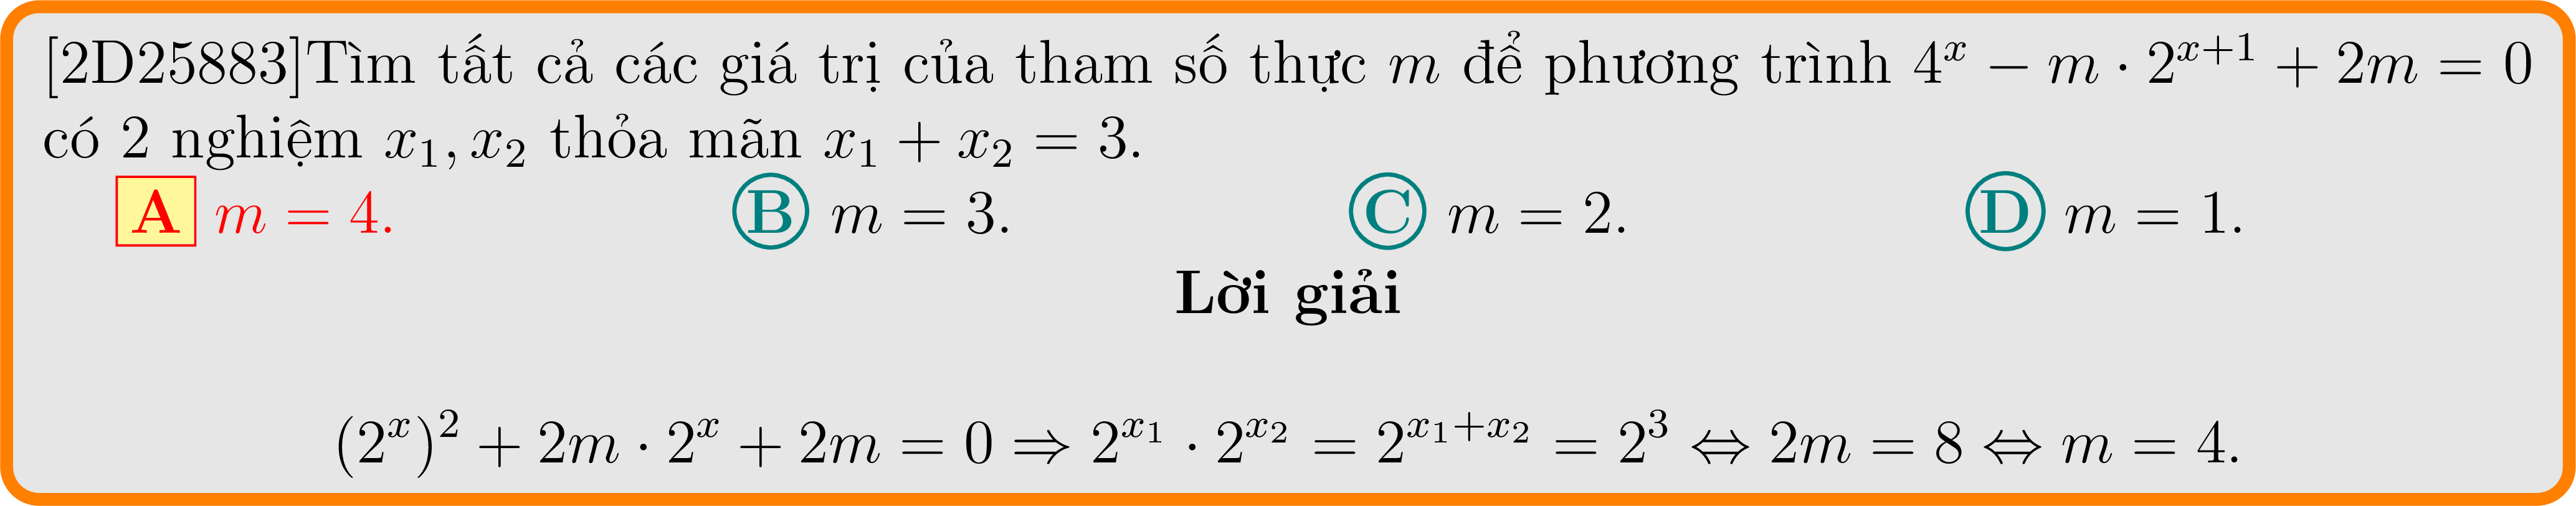 [2D25883]Tìm tất cả các giá trị của tham số thực $m$ để phương trình $4^x - m \cdot 2^{x+1} + 2m = 0$
có 2 nghiệm $x_1, x_2$ thỏa mãn $x_1 + x_2 = 3$.
A $m = 4$. B $m = 3$. C $m = 2$. D $m = 1$.
Lời giải
$(2^x)^2 + 2m \cdot 2^x + 2m = 0 \Rightarrow 2^{x_1} \cdot 2^{x_2} = 2^{x_1+x_2} = 2^3 \Leftrightarrow 2m = 8 \Leftrightarrow m = 4.$